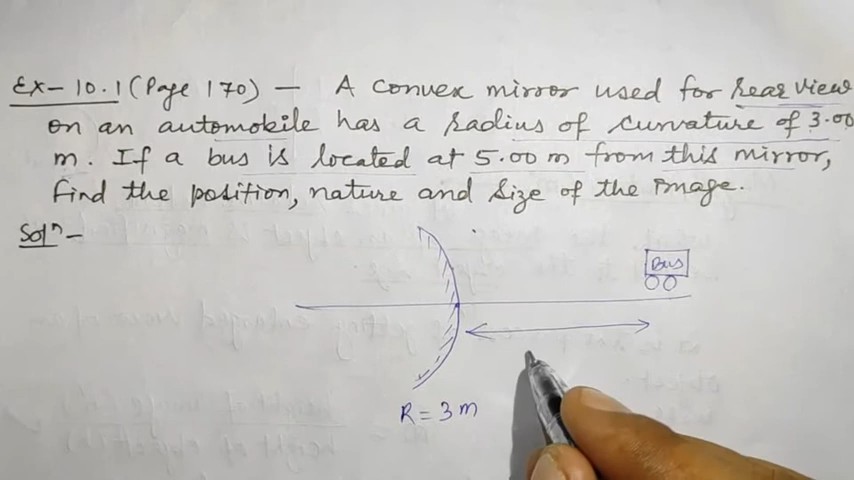 Ex- 10.1 (Page 170) - A convex mirror used for rear view
on an automobile has a radius of curvature of 3.00
m. If a bus is located at 5.00 m from this mirror,
find the position, nature and size of the image.
Solⁿ-
Bus
R = 3 m